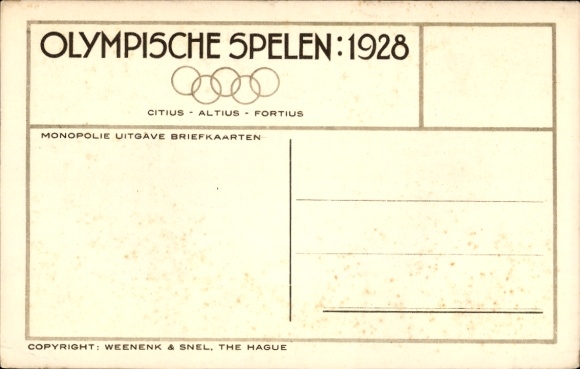 OLYMPISCHE SPELEN: 1928
CITIUS - ALTIUS - FORTIUS
MONOPOLIE UITGAVE BRIEFKAARTEN
COPYRIGHT: WEENENK & SNEL, THE HAGUE